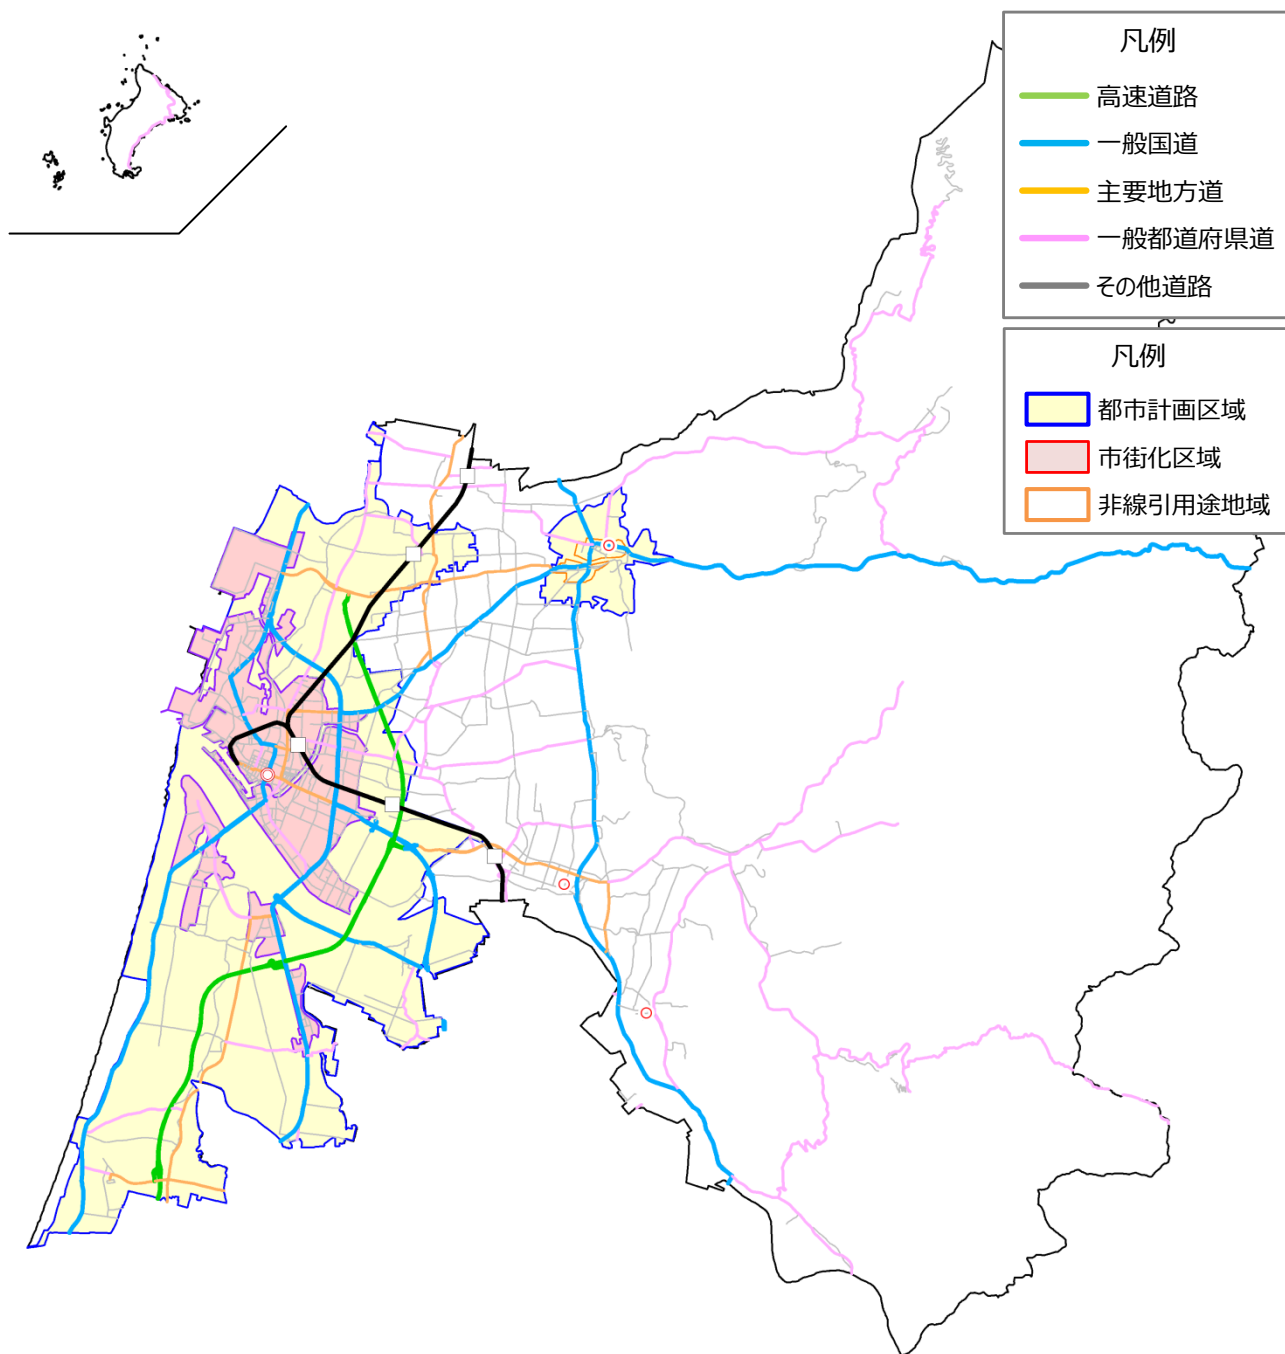 凡例
高速道路
一般国道
主要地方道
一般都道府県道
その他道路
凡例
都市計画区域
市街化区域
非線引用途地域